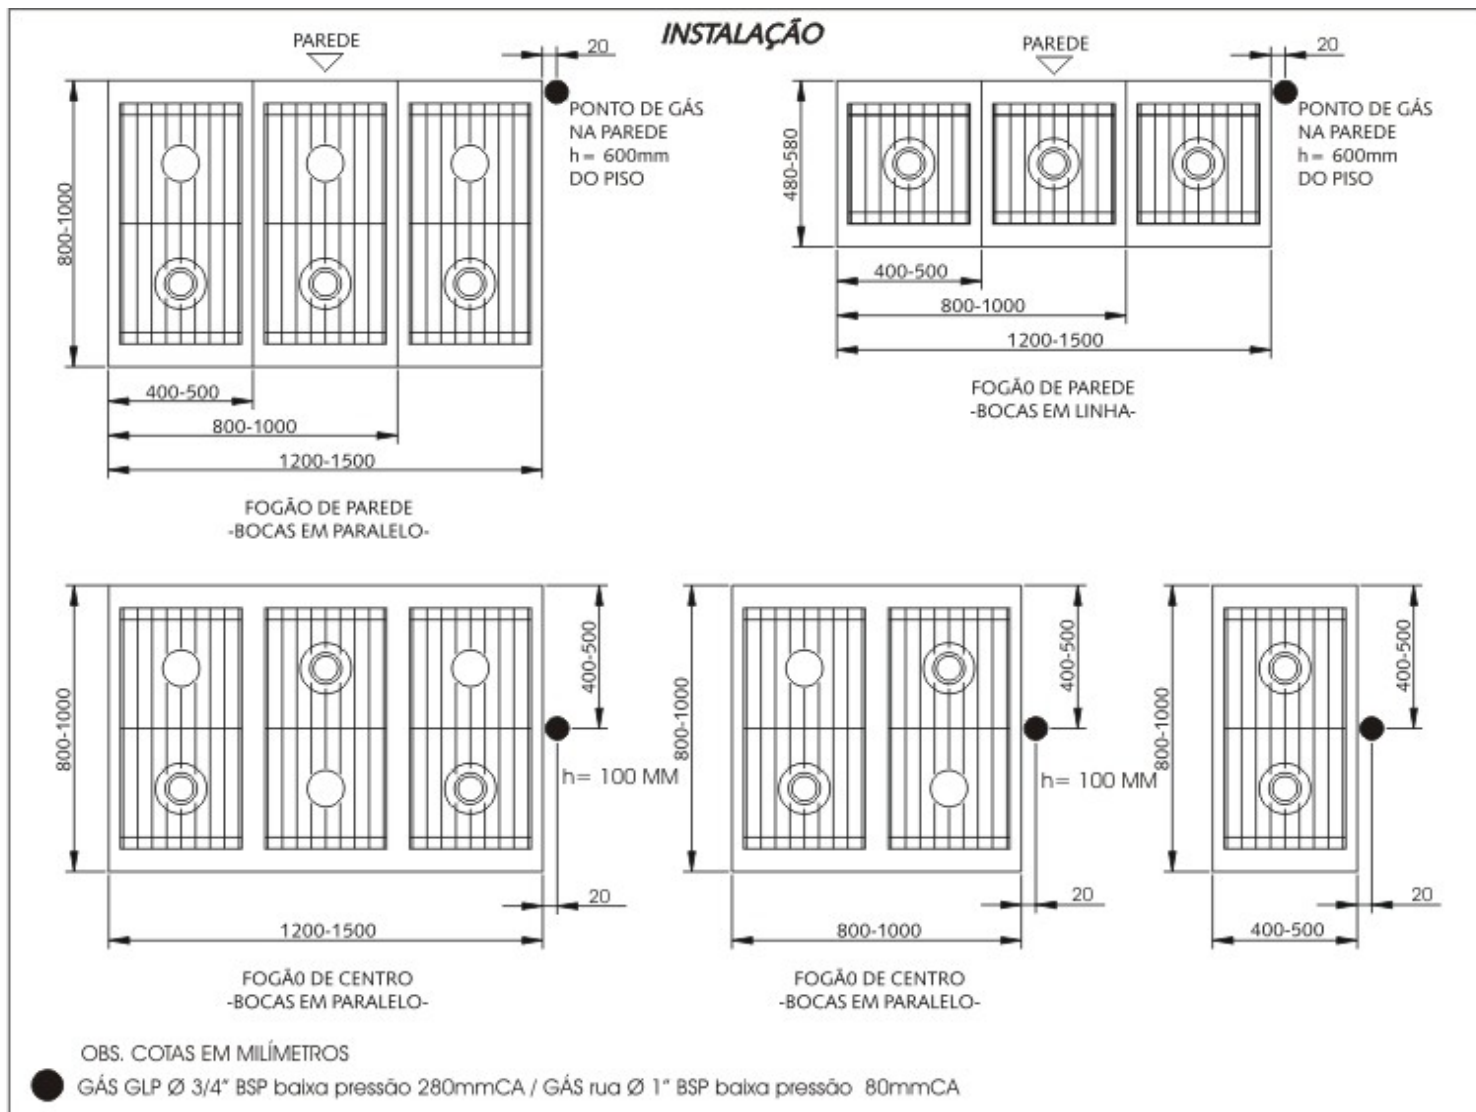 INSTALAÇÃO
PAREDE
20
PONTO DE GÁS
NA PAREDE
h= 600mm
DO PISO
800-1000
400-500
800-1000
1200-1500
FOGÃO DE PAREDE
-BOCAS EM PARALELO-
PAREDE
20
PONTO DE GÁS
NA PAREDE
h= 600mm
DO PISO
480-580
400-500
800-1000
1200-1500
FOGÃO DE PAREDE
-BOCAS EM LINHA-
800-1000
400-500
h= 100 MM
20
1200-1500
FOGÃO DE CENTRO
-BOCAS EM PARALELO-
800-1000
400-500
h= 100 MM
20
800-1000
FOGÃO DE CENTRO
-BOCAS EM PARALELO-
800-1000
400-500
20
400-500
OBS. COTAS EM MILÍMETROS
GÁS GLP Ø 3/4" BSP baixa pressão 280mmCA / GÁS rua Ø 1" BSP baixa pressão 80mmCA